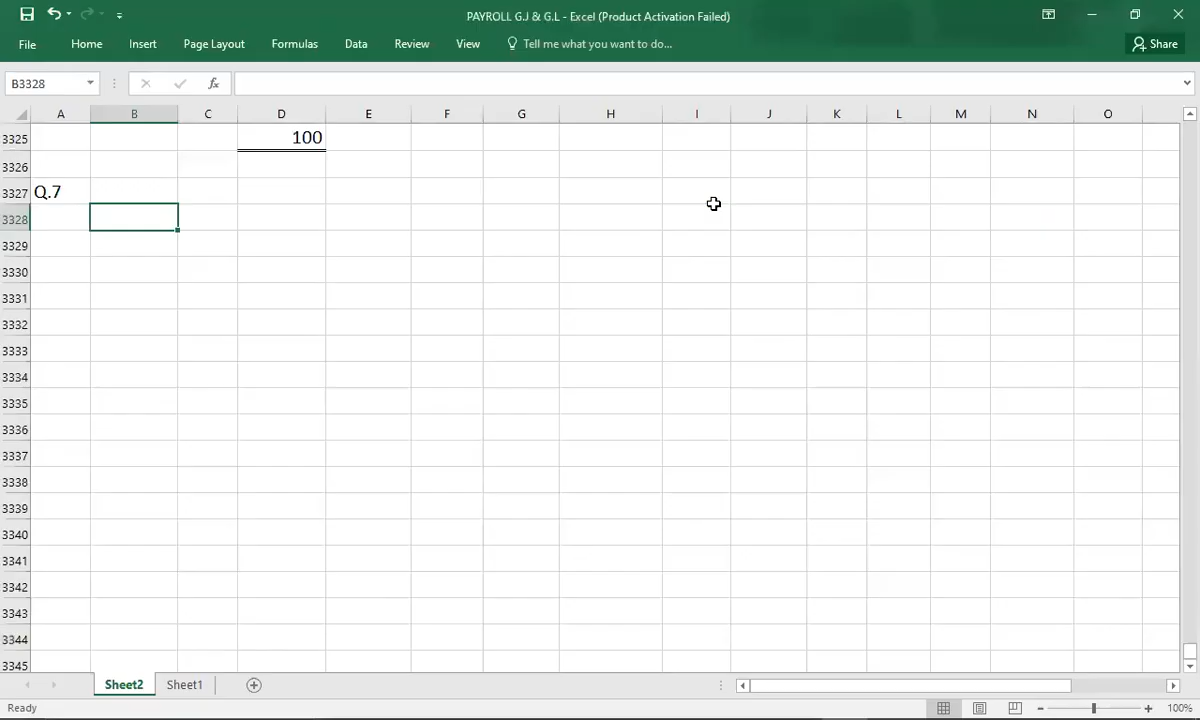 PAYROLL G.J & G.L - Excel (Product Activation Failed)
File Home Insert Page Layout Formulas Data Review View Tell me what you want to do... Share
B3328 fx
A B C D E F G H I J K L M N O
3325 100
3326
3327 Q.7
3328
3329
3330
3331
3332
3333
3334
3335
3336
3337
3338
3339
3340
3341
3342
3343
3344
3345
Sheet2 Sheet1
Ready 100%